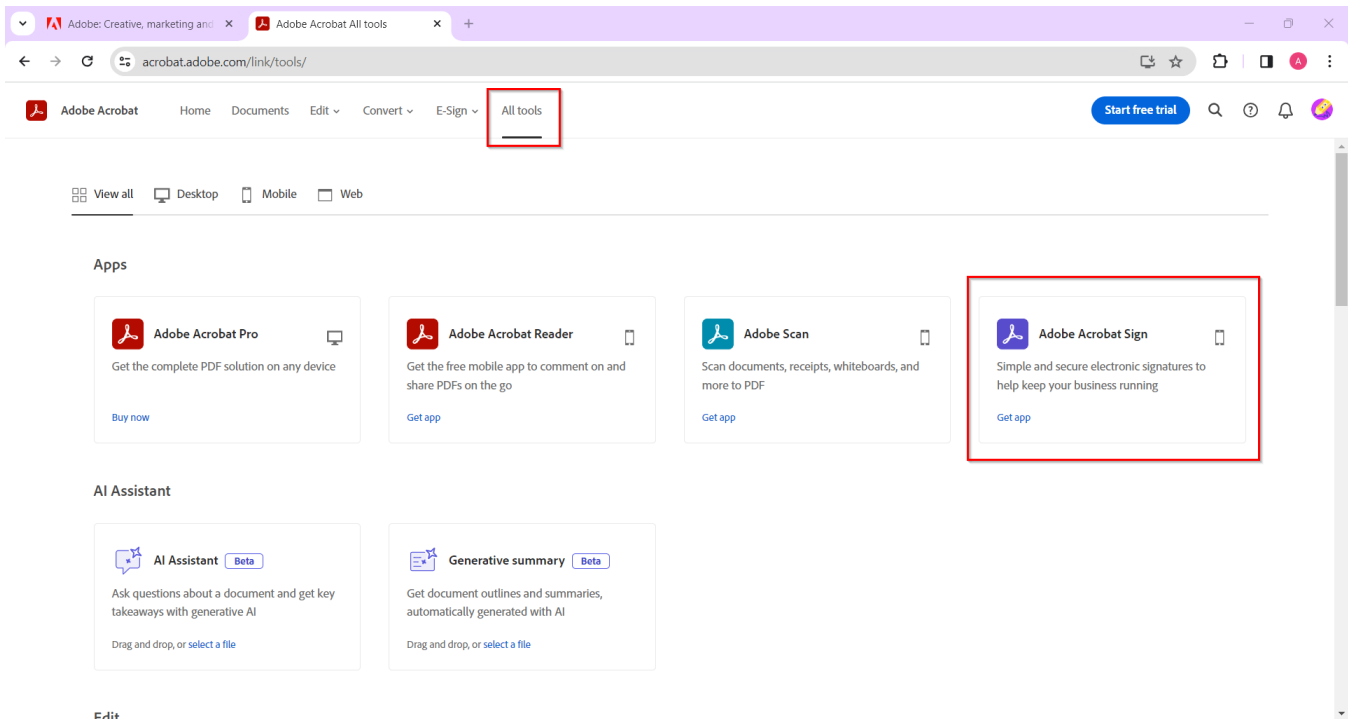 Adobe: Creative, marketing and
Adobe Acrobat All tools
acrobat.adobe.com/link/tools/
A
Adobe Acrobat Home Documents Edit Convert E-Sign All tools Start free trial
View all Desktop Mobile Web
Apps
Adobe Acrobat Pro
Get the complete PDF solution on any device
Buy now
Adobe Acrobat Reader
Get the free mobile app to comment on and
share PDFs on the go
Get app
Adobe Scan
Scan documents, receipts, whiteboards, and
more to PDF
Get app
Adobe Acrobat Sign
Simple and secure electronic signatures to
help keep your business running
Get app
AI Assistant
AI Assistant Beta
Ask questions about a document and get key
takeaways with generative AI
Drag and drop, or select a file
Generative summary Beta
Get document outlines and summaries,
automatically generated with AI
Drag and drop, or select a file
Edit